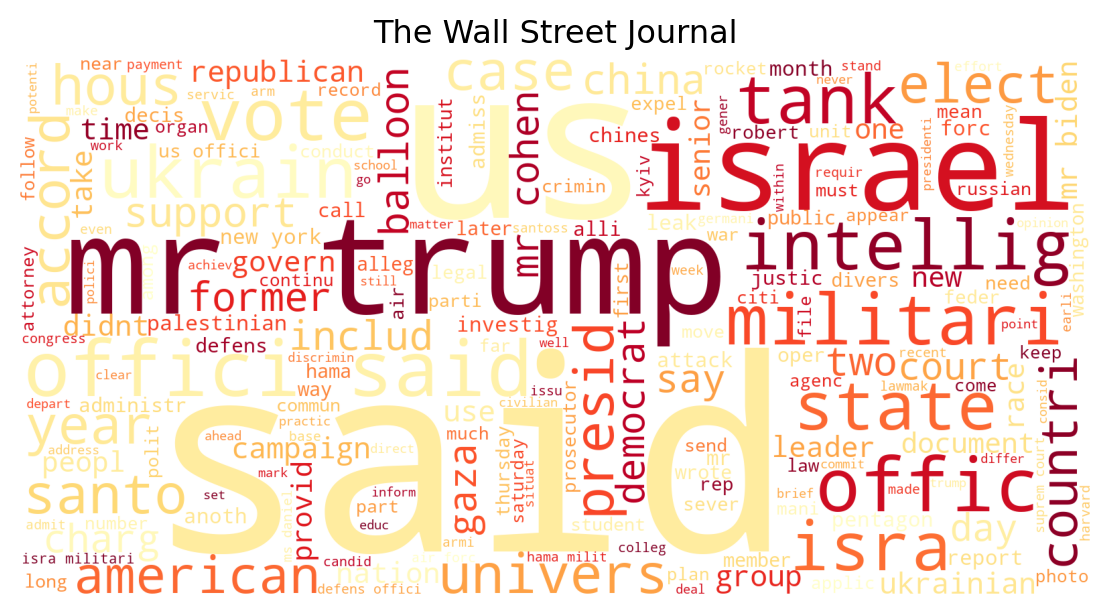 The Wall Street Journal
potenti
near payment
republican
case
china
rocket month stand effort
hous
servic arm record
vote
balloon
us
never
tank
elect
make
decis
time organ
work
us offici
conduct
institut
admiss
mr cohen
expel
chines
senior
gener
robert unit one mean
forc
presidenti
wednesday
mr biden
follow
take
accord
ukrain
school
go
crimin
kyiv
israel
within
requir
must
russian
support call
matter
later santoss alli
leak germani public appear
opinion
washington
new york
war
mr trump
intellig
attorney
polici
achiev govern alleg
continu still
legal
first
week
justic divers new need
former
air
parti
citi feder
file
militari
earli
point
didnt palestinian
investig
move
congress
defens
includ
far well
presid
democrat
attack
oper two court recent keep
discrimin
clear
hama
way
offici said
issu
say
agenc lawmak come
consid
race
countri
depart administr
commun
use
civilian
state
year
practic
ahead base direct
campaign
much
thursday
prosecutor
send
mr
wrote
leader document
address
peopl
polit
mark
provid
gaza
saturday
situat
rep
law commit differ
santo
set
inform
said
sever
offic
made trump
suprem court
harvard
number
anoth
ms daniel
part
educ
student
brief
mani
pentagon
day
admit
charg
armi
isra militari
candid
nation
hama milit
colleg
member
isra
report
long american
defens offici
univers
plan
deal
group
applic
ukrainian photo